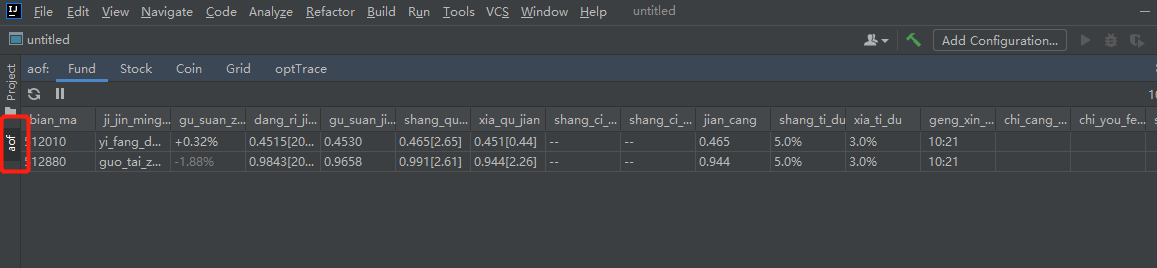 File Edit View Navigate Code Analyze Refactor Build Run Tools VCS Window Help untitled
untitled Add Configuration...
Project
aof: Fund Stock Coin Grid optTrace
10
bian_ma ji_jin_ming... gu_suan_z... dang_ri_ji... gu_suan_ji... shang_qu... xia_qu_jian shang_ci_... shang_ci_... jian_cang shang_ti_du xia_ti_du geng_xin_... chi_cang_... chi_you_fe... s
aof
512010 yi_fang_d... +0.32% 0.4515[20... 0.4530 0.465[2.65] 0.451[0.44] -- -- 0.465 5.0% 3.0% 10:21
512880 guo_tai_z... -1.88% 0.9843[20... 0.9658 0.991[2.61] 0.944[2.26] -- -- 0.944 5.0% 3.0% 10:21